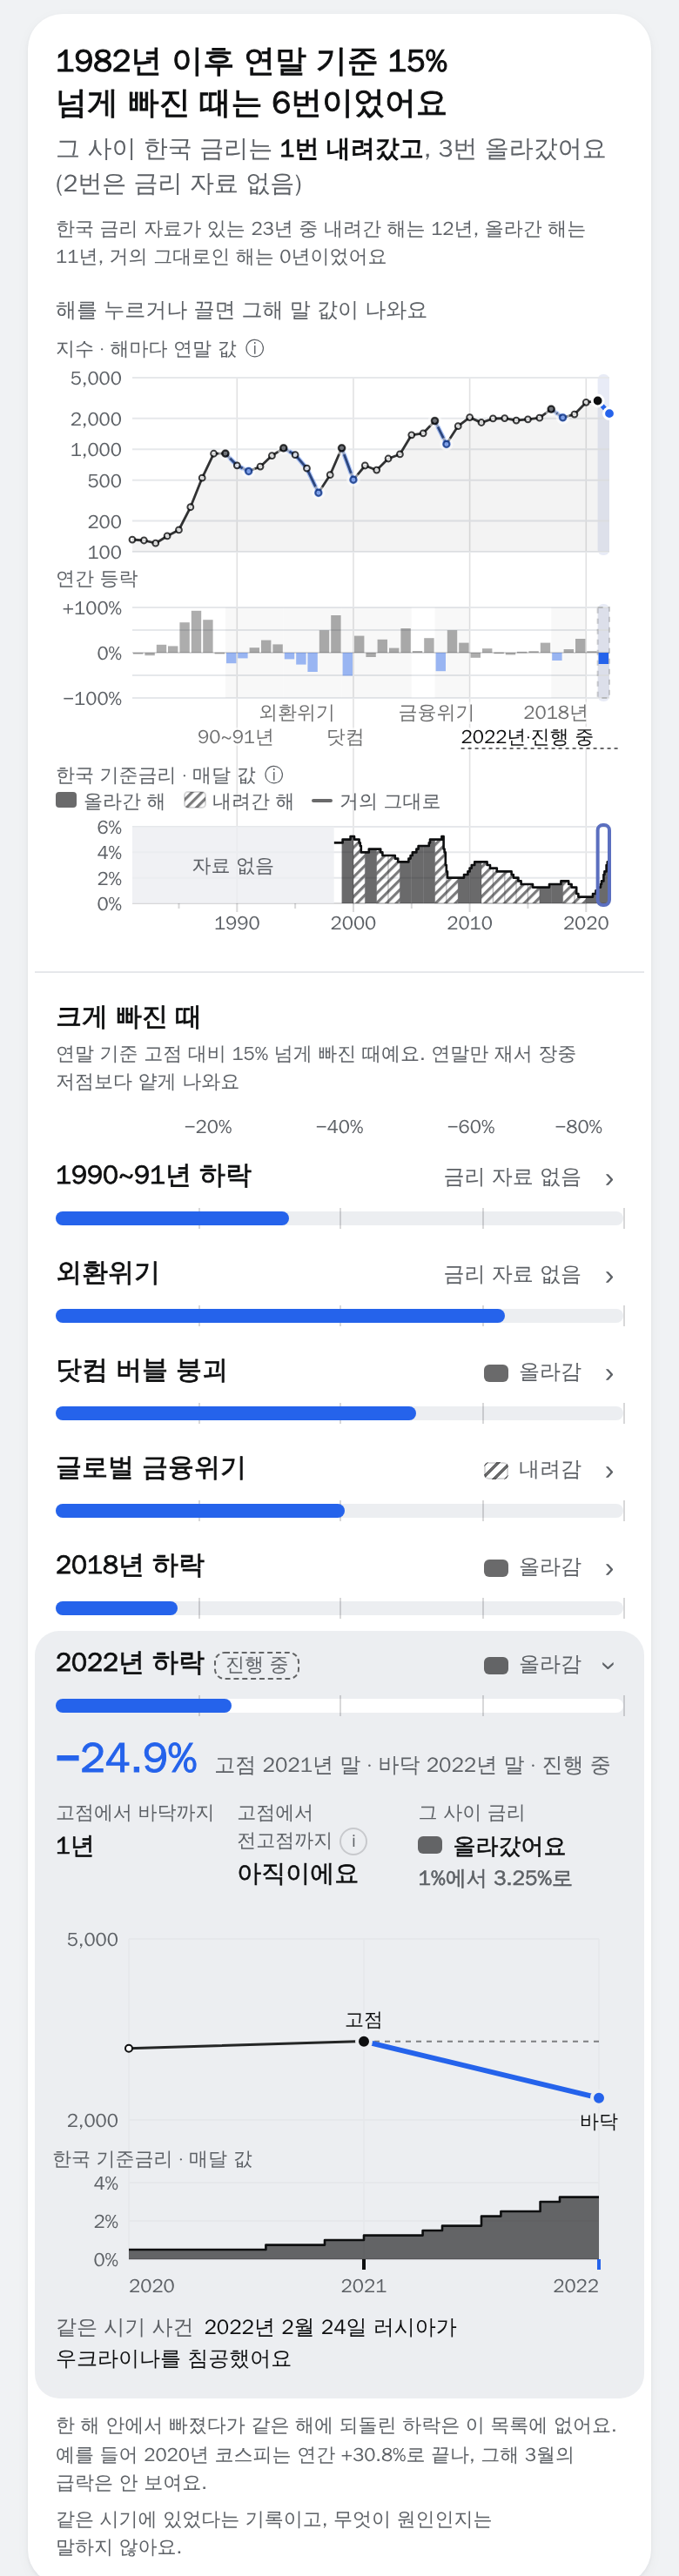 1982년 이후 연말 기준 15%
넘게 빠진 때는 6번이었어요
그 사이 한국 금리는 1번 내려갔고, 3번 올라갔어요
(2번은 금리 자료 없음)
한국 금리 자료가 있는 23년 중 내려간 해는 12년, 올라간 해는
11년, 거의 그대로인 해는 0년이었어요
해를 누르거나 끌면 그해 말 값이 나와요
지수 · 해마다 연말 값 ⓘ
5,000
2,000
1,000
500
200
100
연간 등락
+100%
0%
−100%
외환위기 금융위기 2018년
90~91년 닷컴 2022년·진행 중
한국 기준금리 · 매달 값 ⓘ
올라간 해 내려간 해 거의 그대로
6%
4%
2%
0%
자료 없음
1990 2000 2010 2020
크게 빠진 때
연말 기준 고점 대비 15% 넘게 빠진 때예요. 연말만 재서 장중
저점보다 얕게 나와요
−20% −40% −60% −80%
1990~91년 하락 금리 자료 없음 ›
외환위기 금리 자료 없음 ›
닷컴 버블 붕괴 올라감 ›
글로벌 금융위기 내려감 ›
2018년 하락 올라감 ›
2022년 하락 진행 중 올라감
−24.9% 고점 2021년 말 · 바닥 2022년 말 · 진행 중
고점에서 바닥까지
1년
고점에서
전고점까지 i
아직이에요
그 사이 금리
올라갔어요
1%에서 3.25%로
5,000
고점
2,000
바닥
한국 기준금리 · 매달 값
4%
2%
0%
2020 2021 2022
같은 시기 사건 2022년 2월 24일 러시아가
우크라이나를 침공했어요
한 해 안에서 빠졌다가 같은 해에 되돌린 하락은 이 목록에 없어요.
예를 들어 2020년 코스피는 연간 +30.8%로 끝나, 그해 3월의
급락은 안 보여요.
같은 시기에 있었다는 기록이고, 무엇이 원인인지는
말하지 않아요.